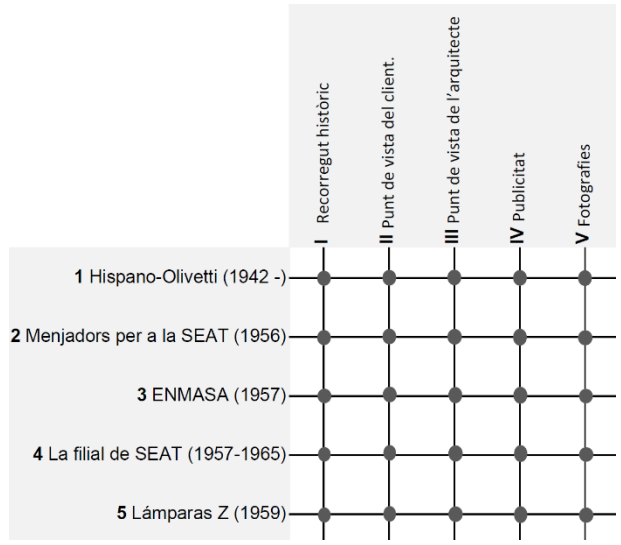 I Recorregut històric
II Punt de vista del client.
III Punt de vista de l’arquitecte
IV Publicitat
V Fotografies
1 Hispano-Olivetti (1942 -)
2 Menjadors per a la SEAT (1956)
3 ENMASA (1957)
4 La filial de SEAT (1957-1965)
5 Lámparas Z (1959)